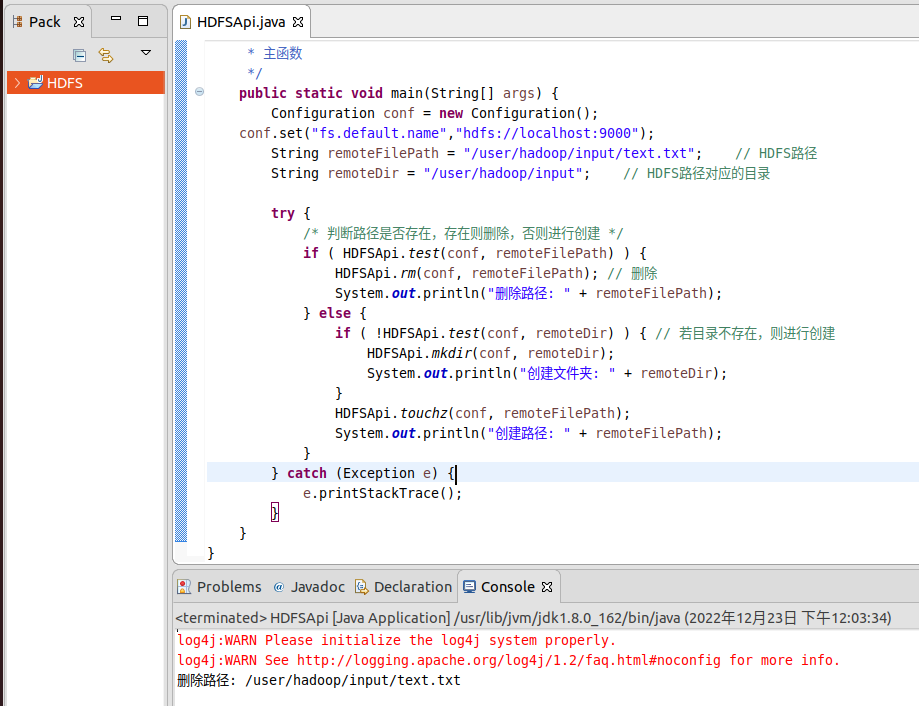 Pack
HDFSApi.java
HDFS
* 主函数
*/
public static void main(String[] args) {
Configuration conf = new Configuration();
conf.set("fs.default.name","hdfs://localhost:9000");
String remoteFilePath = "/user/hadoop/input/text.txt";    // HDFS路径
String remoteDir = "/user/hadoop/input";    // HDFS路径对应的目录
try {
/* 判断路径是否存在，存在则删除，否则进行创建 */
if ( HDFSApi.test(conf, remoteFilePath) ) {
HDFSApi.rm(conf, remoteFilePath); // 删除
System.out.println("删除路径: " + remoteFilePath);
} else {
if ( !HDFSApi.test(conf, remoteDir) ) { // 若目录不存在，则进行创建
HDFSApi.mkdir(conf, remoteDir);
System.out.println("创建文件夹: " + remoteDir);
}
HDFSApi.touchz(conf, remoteFilePath);
System.out.println("创建路径: " + remoteFilePath);
}
} catch (Exception e) {
e.printStackTrace();
}
}
}
Problems @ Javadoc Declaration Console
<terminated> HDFSApi [Java Application] /usr/lib/jvm/jdk1.8.0_162/bin/java (2022年12月23日 下午12:03:34)
log4j:WARN Please initialize the log4j system properly.
log4j:WARN See http://logging.apache.org/log4j/1.2/faq.html#noconfig for more info.
删除路径: /user/hadoop/input/text.txt